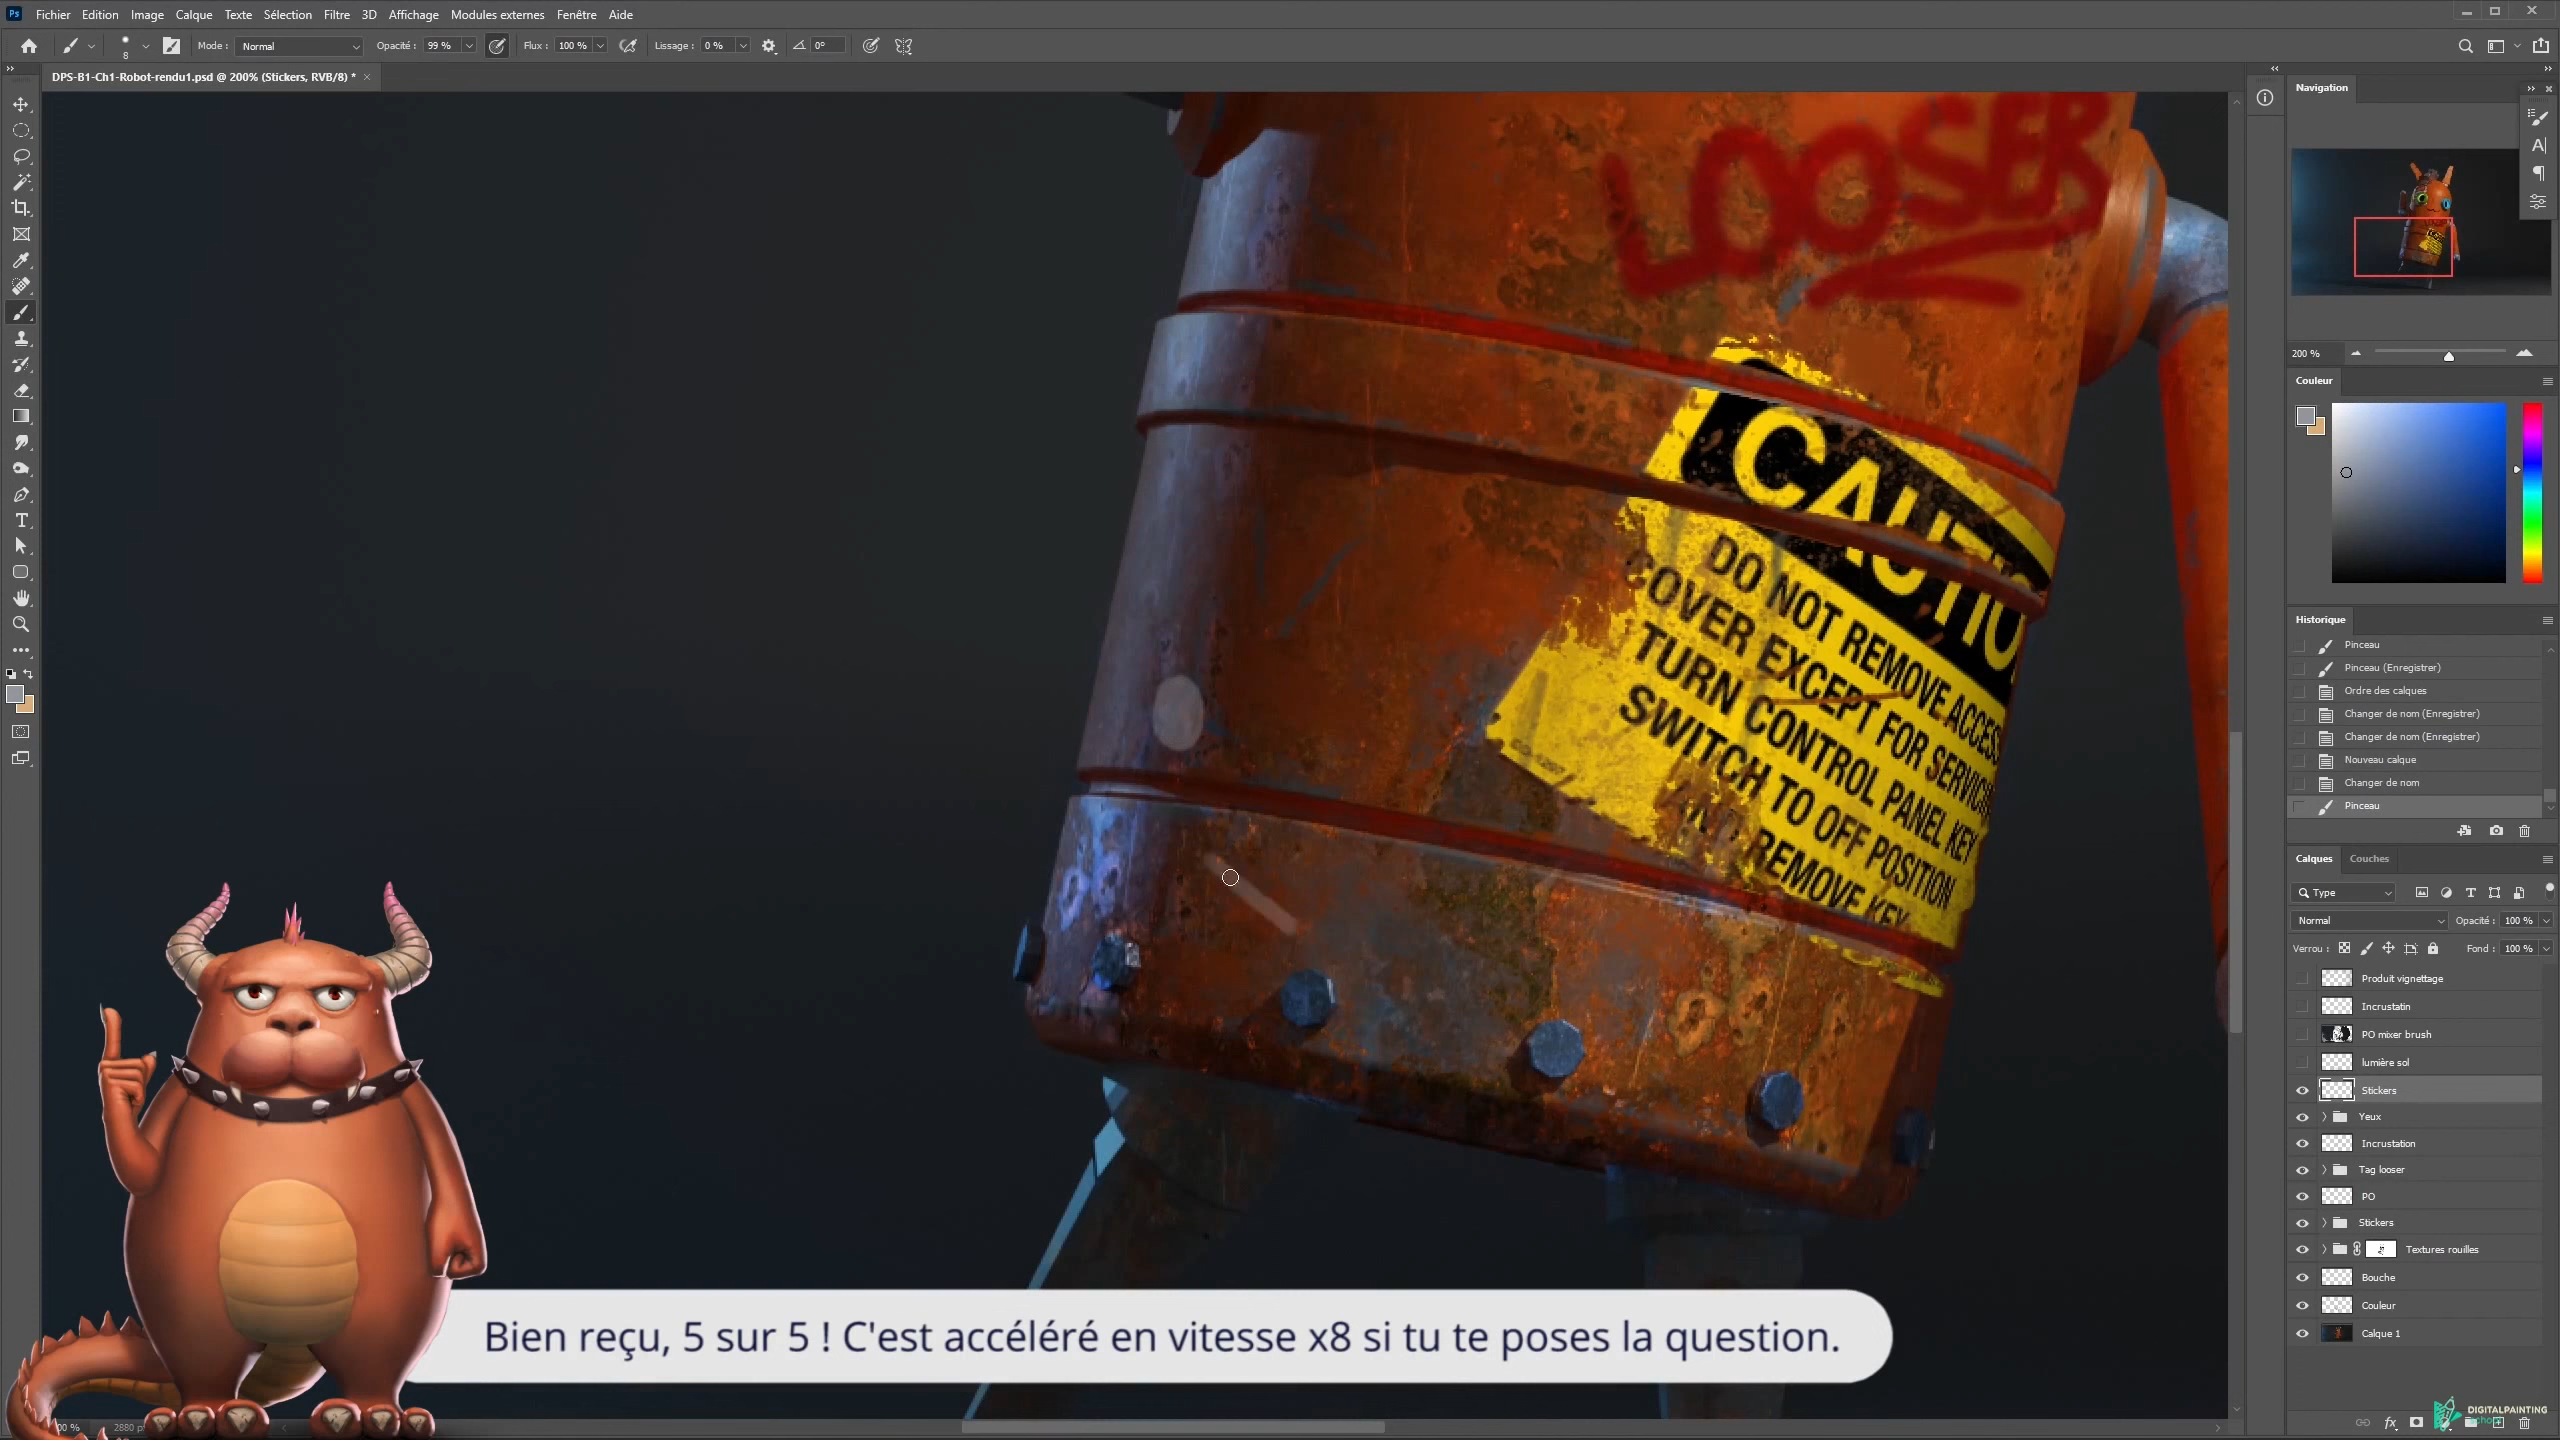 Fichier Edition Image Calque Texte Sélection Filtre 3D Affichage Modules externes Fenêtre Aide
8 Mode : Normal Opacité : 99 % Flux : 100 % Lissage : 0 % 0°
DPS-B1-Ch1-Robot-rendu1.psd @ 200% (Stickers, RVB/8) *
Navigation
200 %
Couleur
Historique
Pinceau
Pinceau (Enregistrer)
Ordre des calques
Changer de nom (Enregistrer)
Changer de nom (Enregistrer)
Nouveau calque
Changer de nom
Pinceau
Calques Couches
Type
Normal Opacité : 100 %
Verrou : Fond : 100 %
Produit vignettage
Incrustatin
PO mixer brush
lumière sol
Stickers
Yeux
Incrustation
Tag looser
PO
Stickers
Textures rouilles
Bouche
Couleur
Calque 1
LOOSER
CAUTIO
DO NOT REMOVE ACCESS
COVER EXCEPT FOR SERVICE
TURN CONTROL PANEL KEY
SWITCH TO OFF POSITION
AND REMOVE KEY
Bien reçu, 5 sur 5 ! C'est accéléré en vitesse x8 si tu te poses la question.
DIGITALPAINTING
school